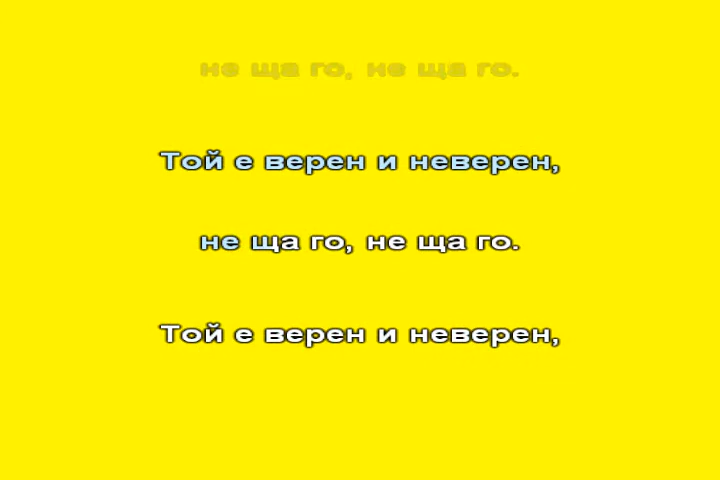 не ща го, не ща го.
Той е верен и неверен,
не ща го, не ща го.
Той е верен и неверен,